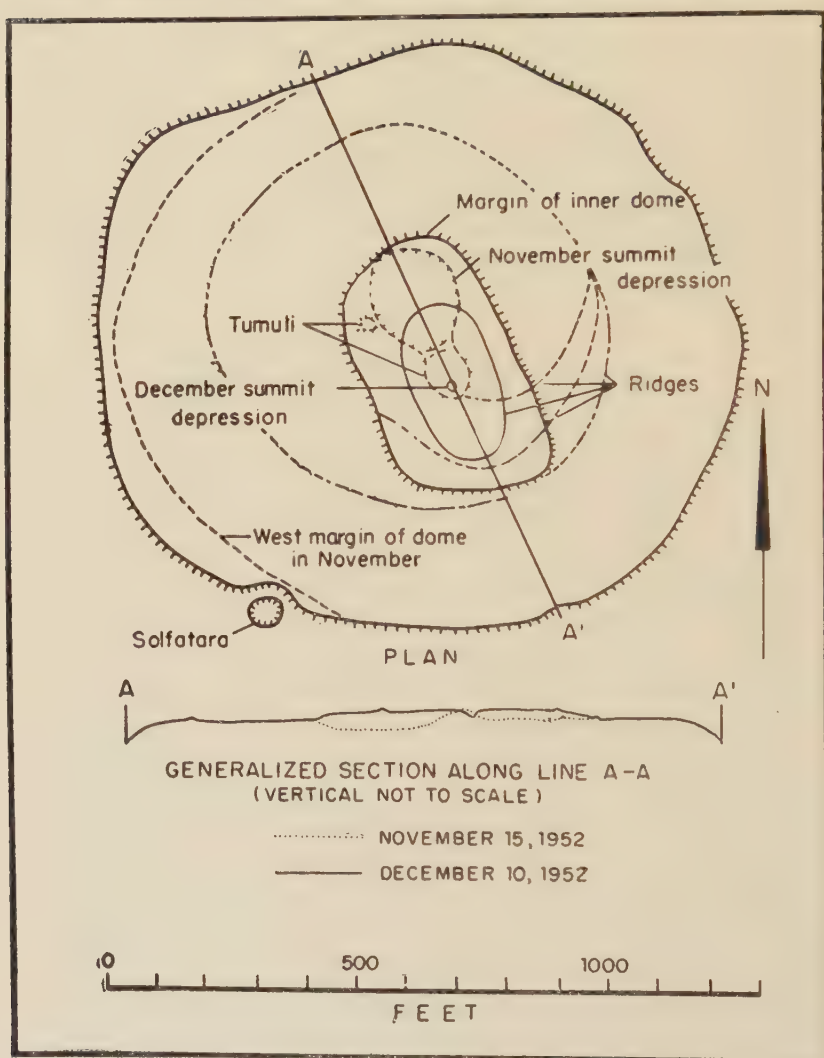 A
Margin of inner dome
November summit
depression
Tumuli
December summit
depression
Ridges
N
West margin of dome
in November
Solfatara
A'
PLAN
A
A'
GENERALIZED SECTION ALONG LINE A-A
(VERTICAL NOT TO SCALE)
NOVEMBER 15, 1952
DECEMBER 10, 1952
0
500
1000
FEET